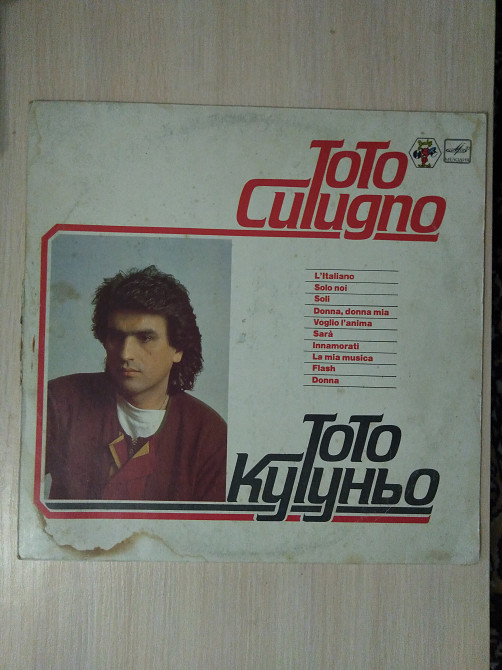 ToTo
Cutugno
L'Italiano
Solo noi
Soli
Donna, donna mia
Voglio l'anima
Sarà
Innamorati
La mia musica
Flash
Donna
ТоТо
Кутуньо